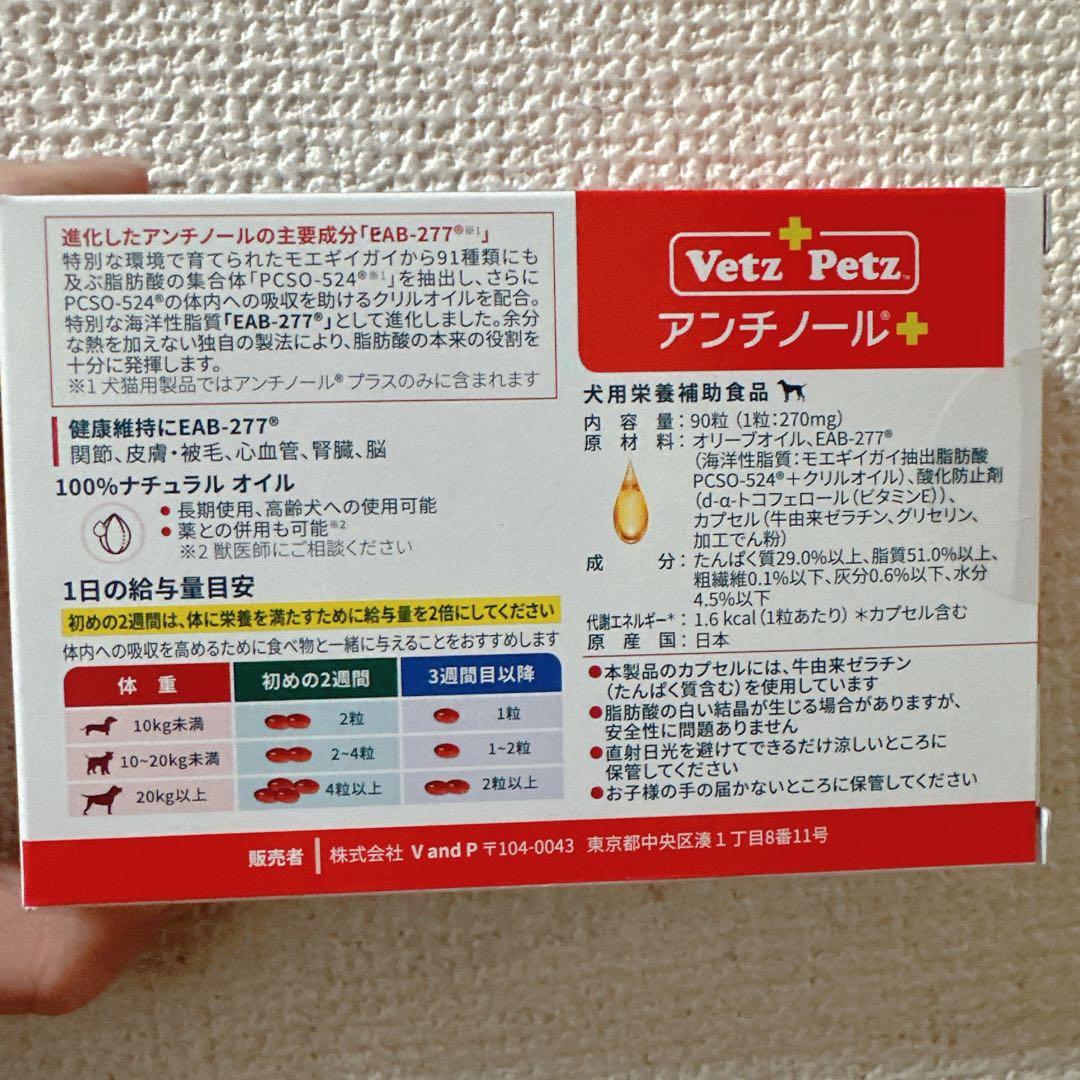 進化したアンチノールの主要成分「EAB-277®※1」
特別な環境で育てられたモエギイガイから91種類にも
及ぶ脂肪酸の集合体「PCSO-524®※1」を抽出し、さらに
PCSO-524®の体内への吸収を助けるクリルオイルを配合。
特別な海洋性脂質「EAB-277®」として進化しました。余分
な熱を加えない独自の製法により、脂肪酸の本来の役割を
十分に発揮します。
※1 犬猫用製品ではアンチノール® プラスのみに含まれます
健康維持にEAB-277®
関節、皮膚・被毛、心血管、腎臓、脳
100%ナチュラル オイル
● 長期使用、高齢犬への使用可能
● 薬との併用も可能※2
※2 獣医師にご相談ください
1日の給与量目安
初めの2週間は、体に栄養を満たすために給与量を2倍にしてください
体内への吸収を高めるために食べ物と一緒に与えることをおすすめします
体 重 初めの2週間 3週間目以降
10kg未満 2粒 1粒
10~20kg未満 2~4粒 1~2粒
20kg以上 4粒以上 2粒以上
Vetz Petz™
アンチノール®+
犬用栄養補助食品
内容量：90粒（1粒：270mg）
原材料：オリーブオイル、EAB-277®
（海洋性脂質：モエギイガイ抽出脂肪酸
PCSO-524®＋クリルオイル）、酸化防止剤
（d-α-トコフェロール（ビタミンE））、
カプセル（牛由来ゼラチン、グリセリン、
加工でん粉）
成分：たんぱく質29.0%以上、脂質51.0%以上、
粗繊維0.1%以下、灰分0.6%以下、水分
4.5%以下
代謝エネルギー*：1.6 kcal（1粒あたり）＊カプセル含む
原産国：日本
●本製品のカプセルには、牛由来ゼラチン
（たんぱく質含む）を使用しています
●脂肪酸の白い結晶が生じる場合がありますが、
安全性に問題ありません
●直射日光を避けてできるだけ涼しいところに
保管してください
●お子様の手の届かないところに保管してください
販売者 株式会社 V and P 〒104-0043 東京都中央区湊1丁目8番11号